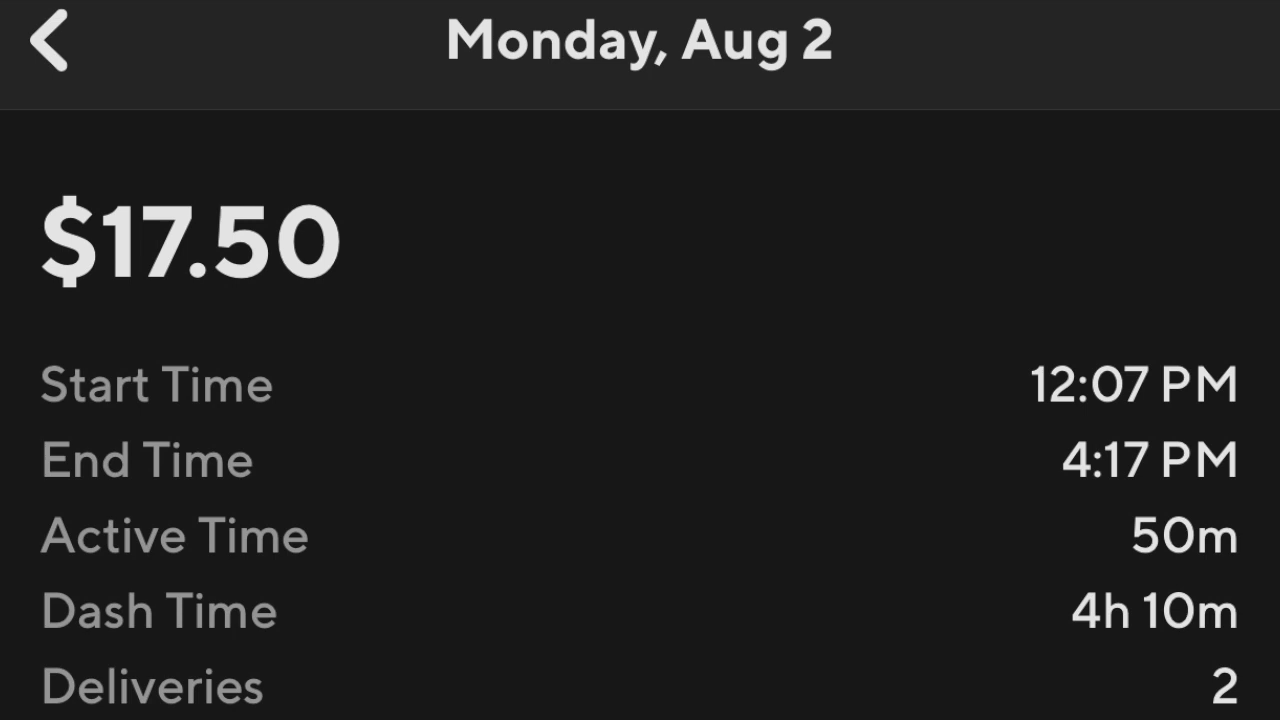 Monday, Aug 2
$17.50
Start Time 12:07 PM
End Time 4:17 PM
Active Time 50m
Dash Time 4h 10m
Deliveries 2